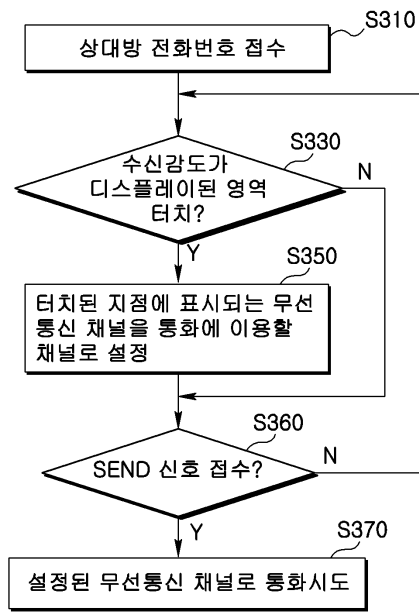 S310
상대방 전화번호 접수
S330
수신감도가
디스플레이된 영역
터치?
N
Y
S350
터치된 지점에 표시되는 무선
통신 채널을 통화에 이용할
채널로 설정
S360
SEND 신호 접수?
N
Y
S370
설정된 무선통신 채널로 통화시도